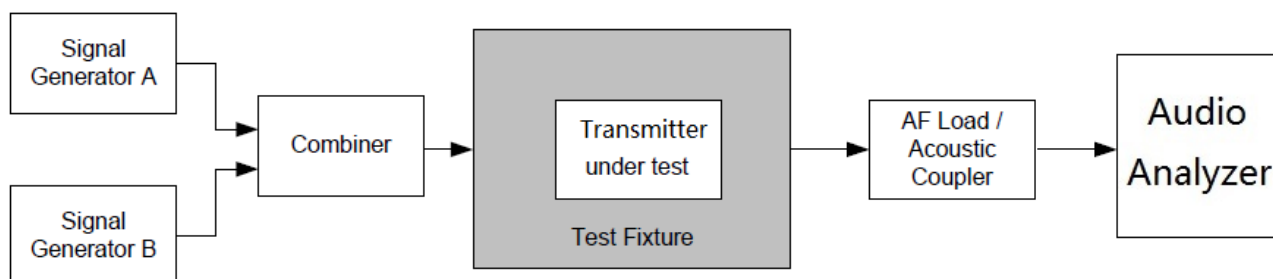 Signal
Generator A
Signal
Generator B
Combiner
Transmitter
under test
Test Fixture
AF Load /
Acoustic
Coupler
Audio
Analyzer